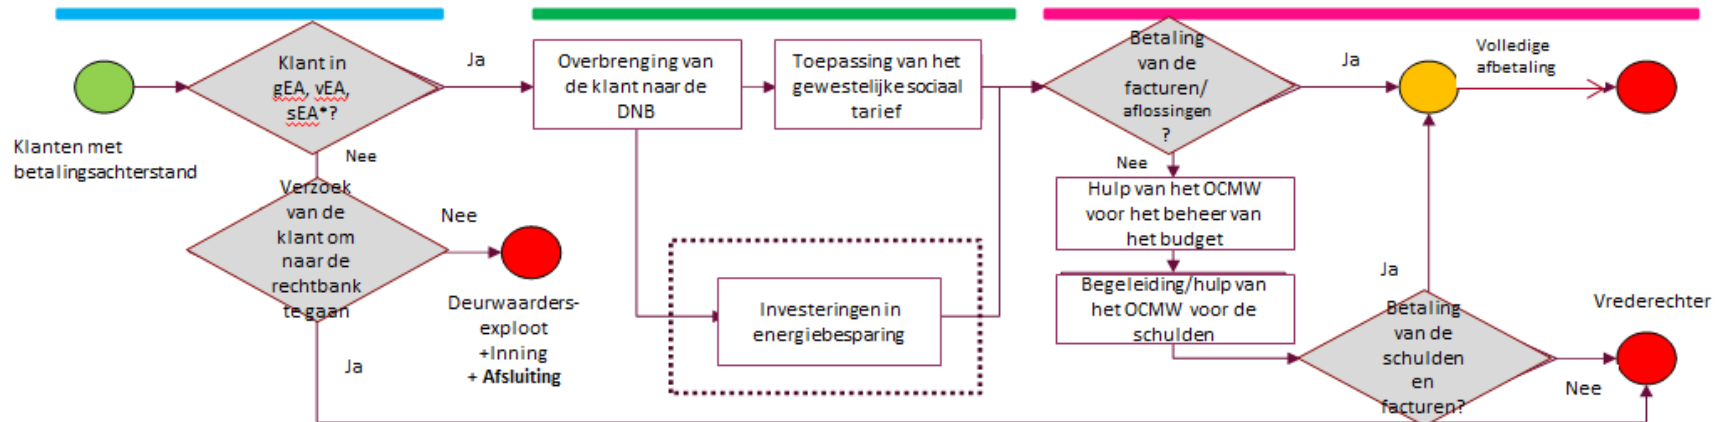 Klanten met
betalingsachterstand
Klant in
gEA, vEA,
sEA*?
Ja
Nee
Verzoek
van de
klant om
naar de
rechtbank
te gaan
Nee
Ja
Deurwaarders-
exploot
+Inning
+ Afsluiting
Overbrenging van
de klant naar de
DNB
Toepassing van het
gewestelijke sociaal
tarief
Investeringen in
energiebesparing
Betaling
van de
facturen/
aflossingen
?
Ja
Nee
Hulp van het OCMW
voor het beheer van
het budget
Begeleiding/hulp van
het OCMW voor de
schulden
Betaling
van de
schulden
en
facturen?
Ja
Nee
Volledige
afbetaling
Vrederechter